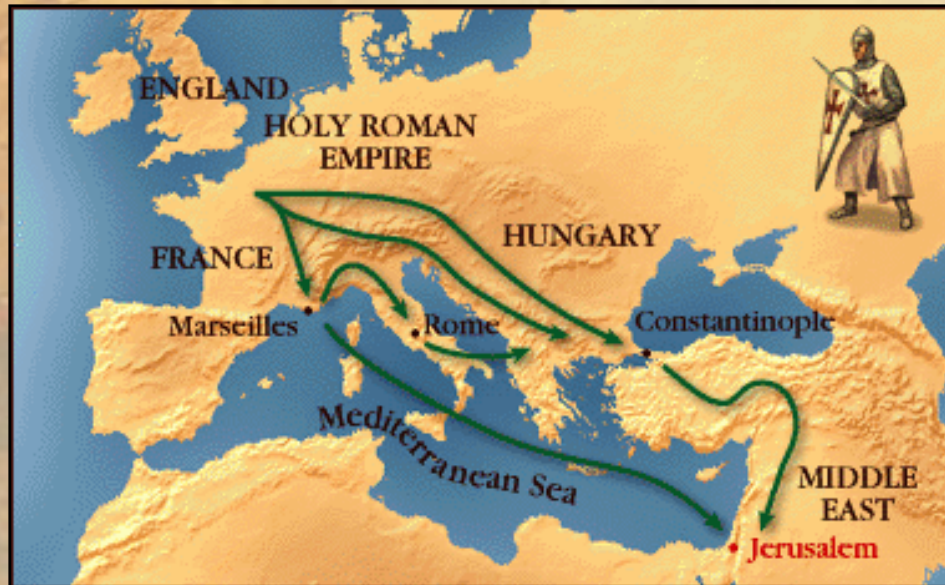 ENGLAND
HOLY ROMAN
EMPIRE
HUNGARY
FRANCE
Marseilles
Rome
Constantinople
Mediterranean Sea
MIDDLE
EAST
Jerusalem